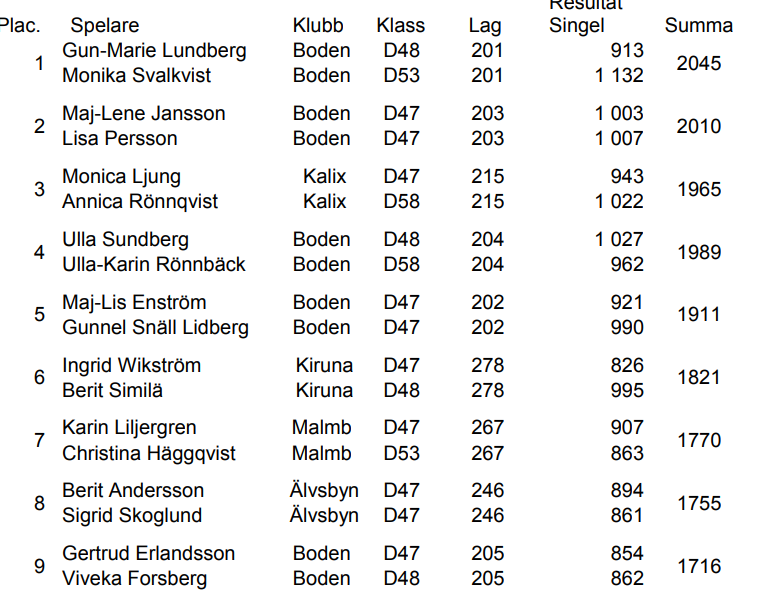 Resultat
Plac. Spelare Klubb Klass Lag Singel Summa
Gun-Marie Lundberg Boden D48 201 913
1 2045
Monika Svalkvist Boden D53 201 1 132
Maj-Lene Jansson Boden D47 203 1 003
2 2010
Lisa Persson Boden D47 203 1 007
Monica Ljung Kalix D47 215 943
3 1965
Annica Rönnqvist Kalix D58 215 1 022
Ulla Sundberg Boden D48 204 1 027
4 1989
Ulla-Karin Rönnbäck Boden D58 204 962
Maj-Lis Enström Boden D47 202 921
5 1911
Gunnel Snäll Lidberg Boden D47 202 990
Ingrid Wikström Kiruna D47 278 826
6 1821
Berit Similä Kiruna D48 278 995
Karin Liljergren Malmb D47 267 907
7 1770
Christina Häggqvist Malmb D53 267 863
Berit Andersson Älvsbyn D47 246 894
8 1755
Sigrid Skoglund Älvsbyn D47 246 861
Gertrud Erlandsson Boden D47 205 854
9 1716
Viveka Forsberg Boden D48 205 862